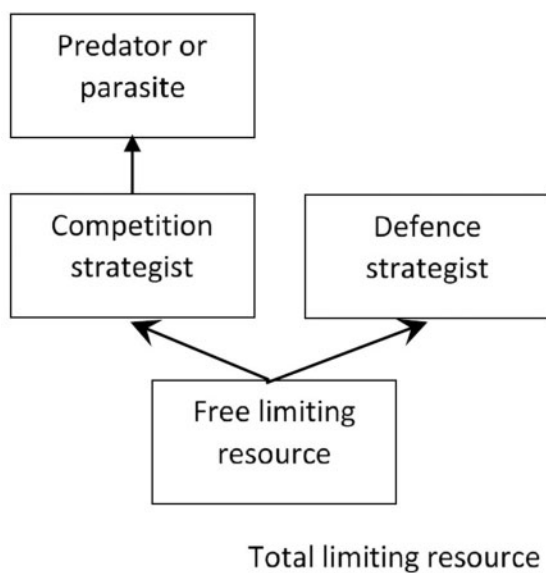 Predator or
parasite
Competition
strategist
Defence
strategist
Free limiting
resource
Total limiting resource